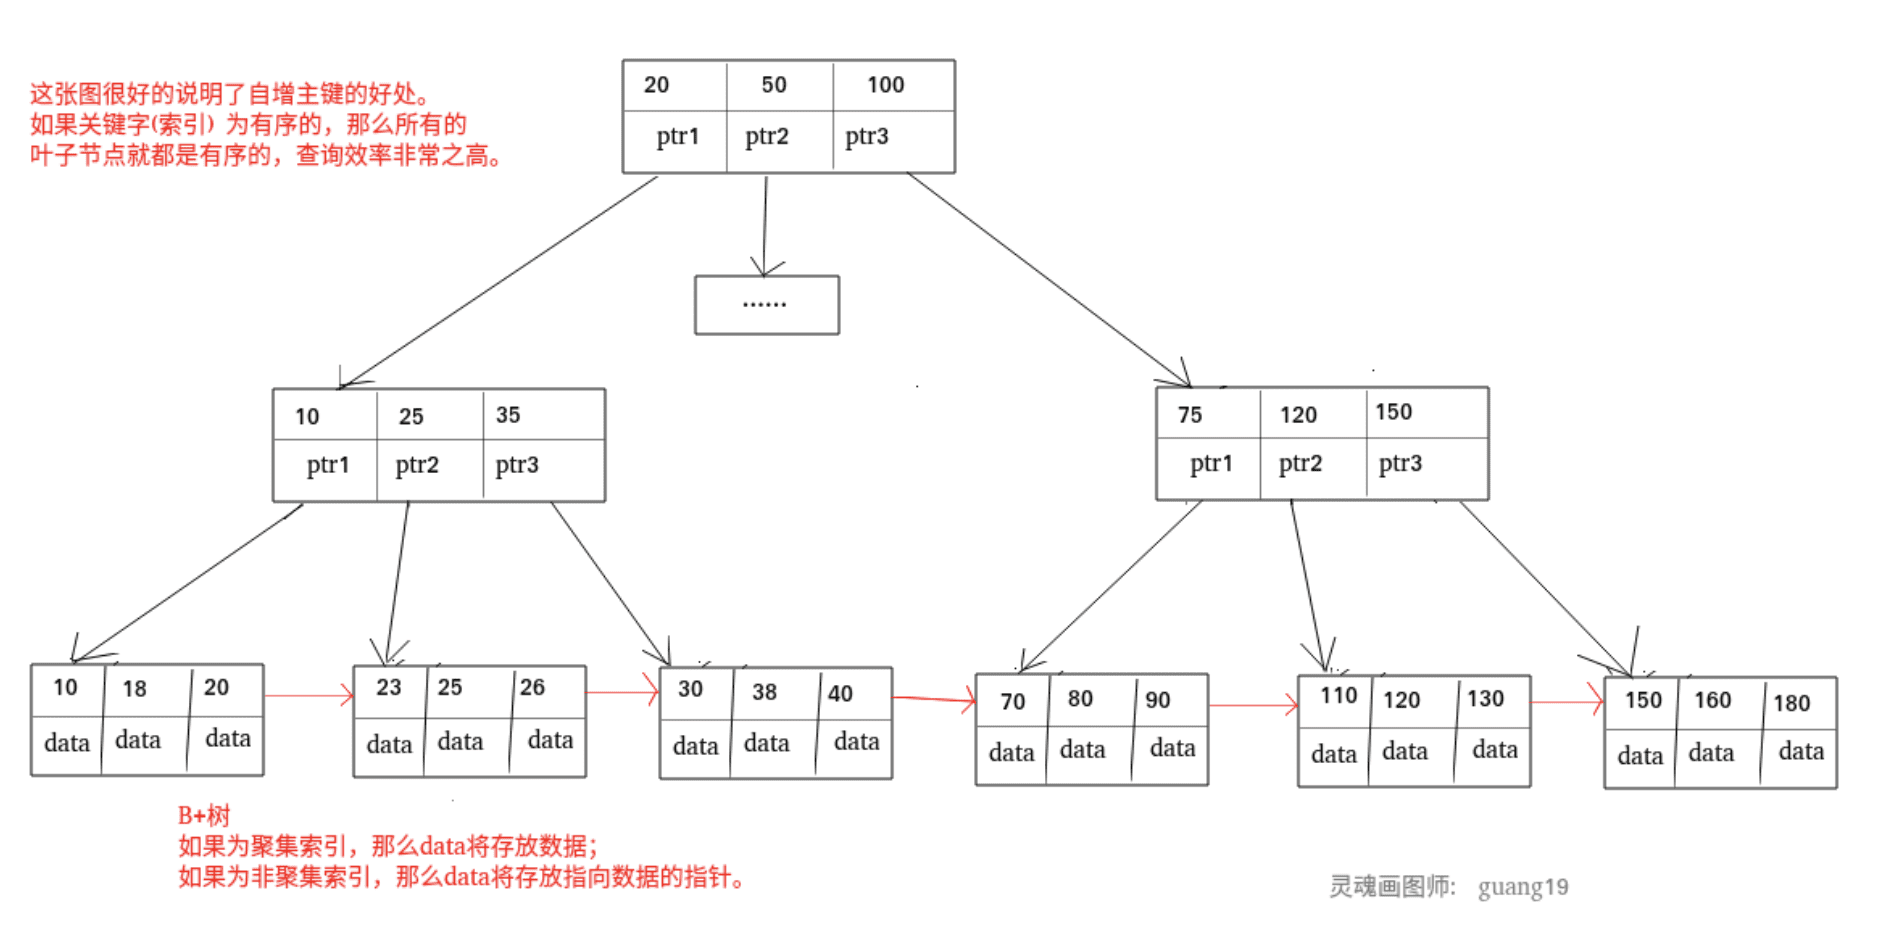 这张图很好的说明了自增主键的好处。
如果关键字(索引) 为有序的，那么所有的
叶子节点就都是有序的，查询效率非常之高。
20 50 100
ptr1 ptr2 ptr3
......
10 25 35
ptr1 ptr2 ptr3
75 120 150
ptr1 ptr2 ptr3
10 18 20
data data data
23 25 26
data data data
30 38 40
data data data
70 80 90
data data data
110 120 130
data data data
150 160 180
data data data
B+树
如果为聚集索引，那么data将存放数据；
如果为非聚集索引，那么data将存放指向数据的指针。
灵魂画图师： guang19